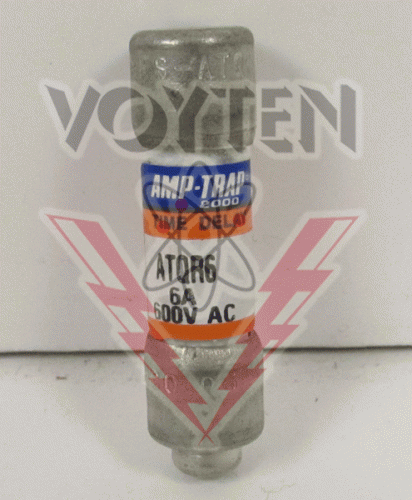 VOYTEN
AMP-TRAP
2000
TIME DELAY
ATQR6
6A
600V AC